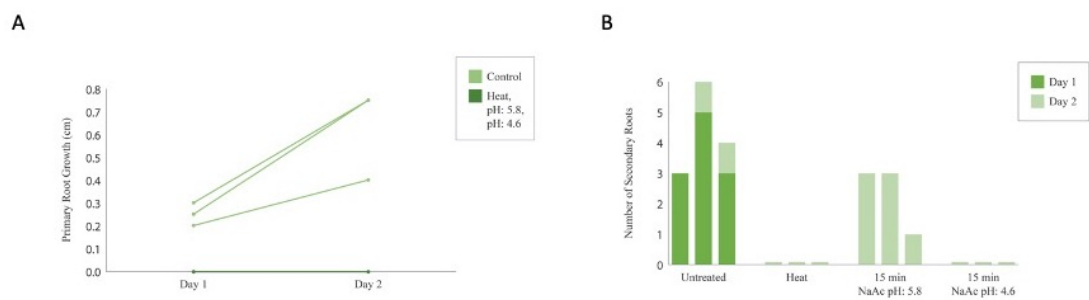 A
Control
Heat,
pH: 5.8,
pH: 4.6
Primary Root Growth (cm)
0.8
0.7
0.6
0.5
0.4
0.3
0.2
0.1
0.0
Day 1
Day 2
B
Day 1
Day 2
Number of Secondary Roots
6
5
4
3
2
1
0
Untreated
Heat
15 min
NaAc pH: 5.8
15 min
NaAc pH: 4.6